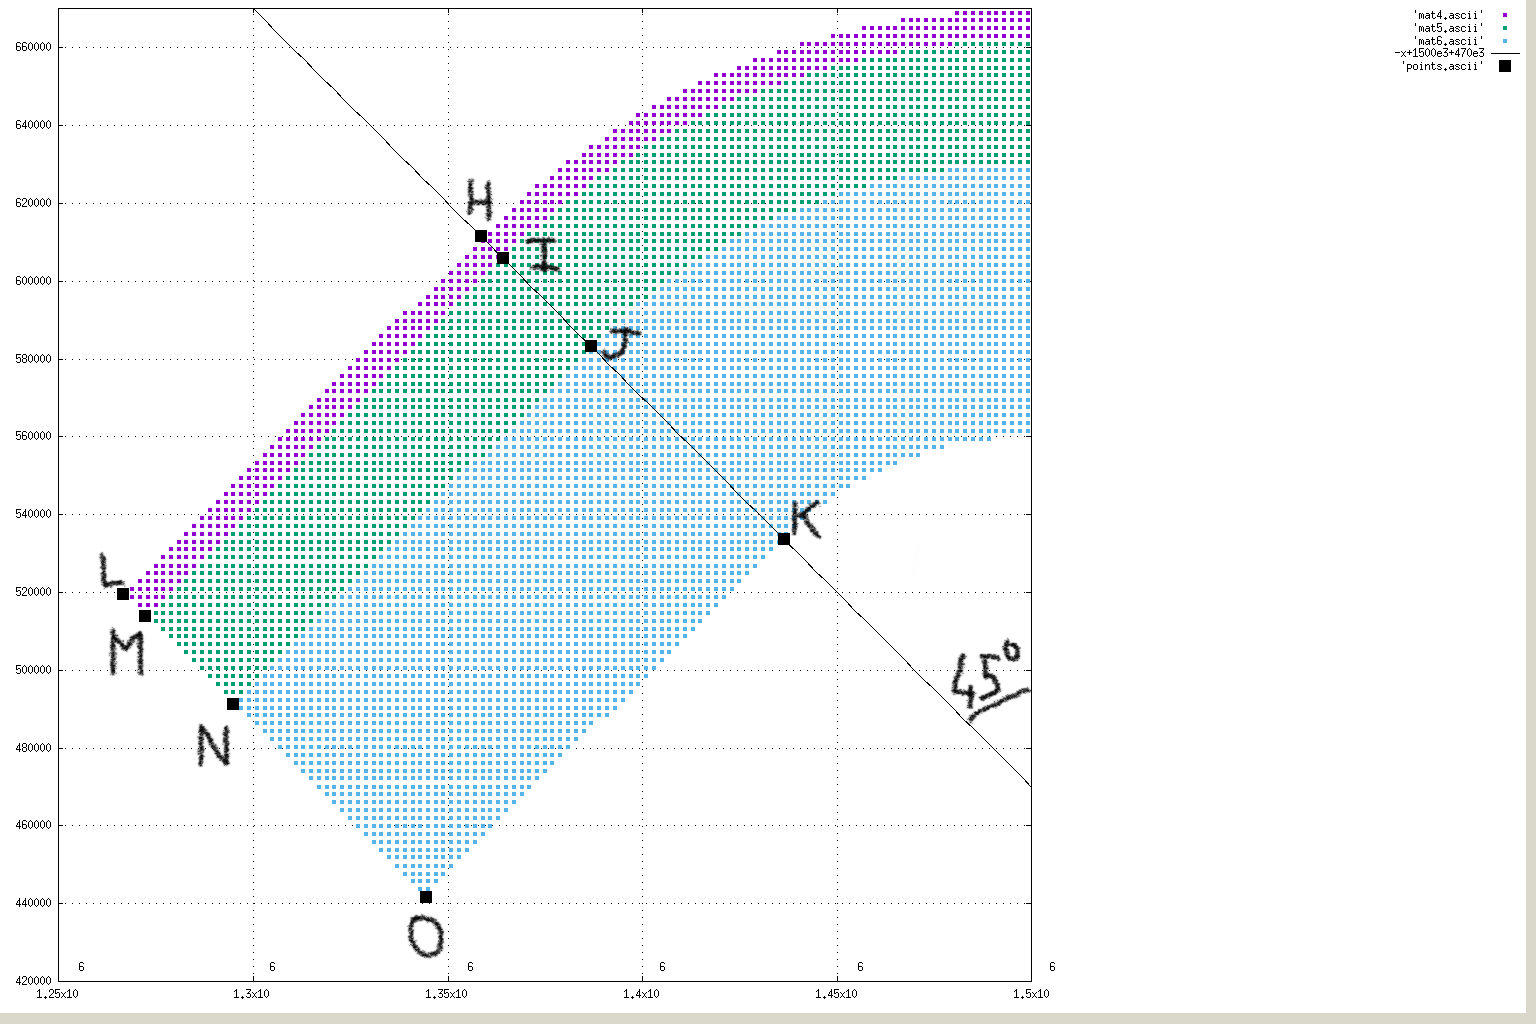 'mat4.ascii'
'mat5.ascii'
'mat6.ascii'
-x+1500e3+470e3
'points.ascii'
660000
640000
620000
600000
580000
560000
540000
520000
500000
480000
460000
440000
420000
H
I
J
K
L
M
N
O
45°
1.25x10 6
1.3x10 6
1.35x10 6
1.4x10 6
1.45x10 6
1.5x10 6